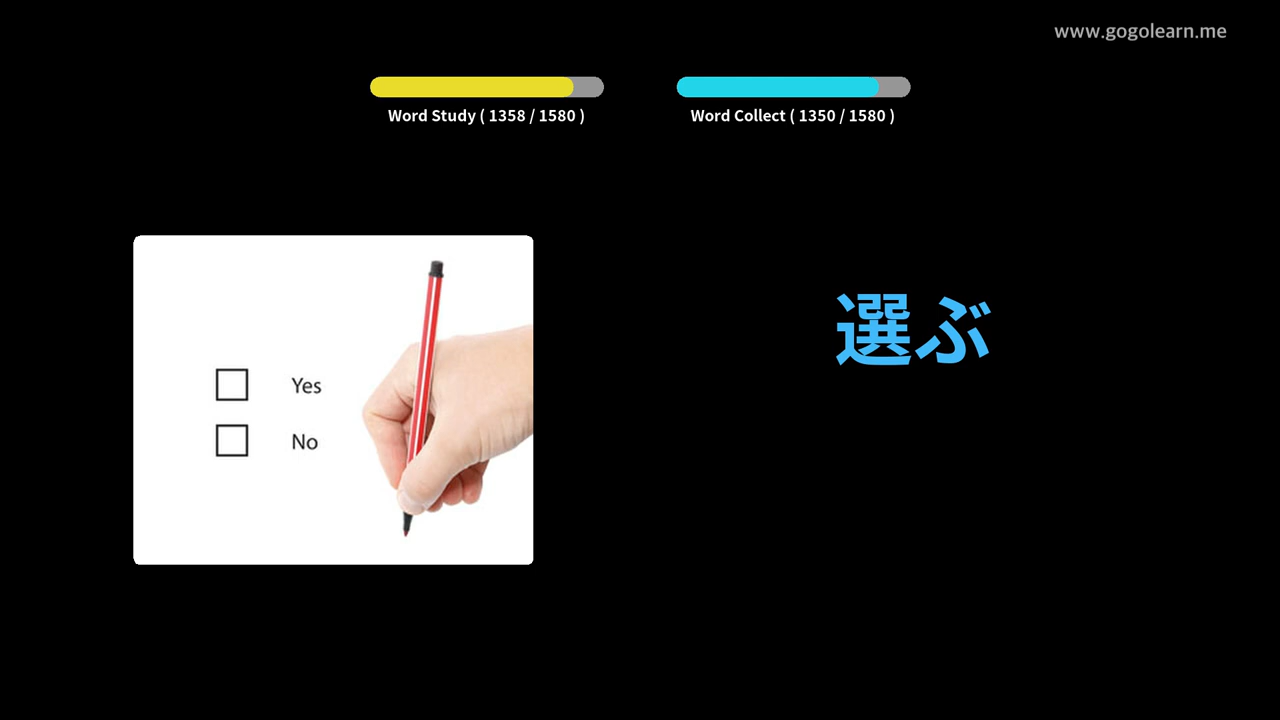 www.gogolearn.me
Word Study ( 1358 / 1580 )
Word Collect ( 1350 / 1580 )
選ぶ
Yes
No